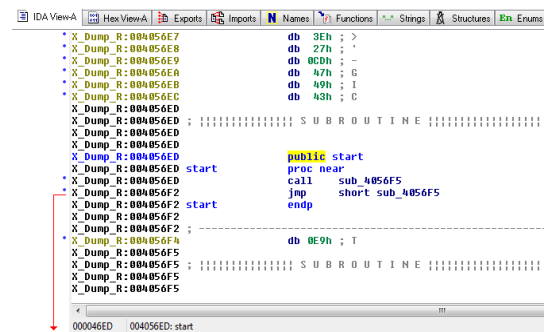 IDA View-A Hex View-A Exports Imports N Names Functions "..." Strings Structures En Enums
X_Dump_R:004056E7 db 3Eh ; >
X_Dump_R:004056E8 db 27h ; '
X_Dump_R:004056E9 db 0CDh ; -
X_Dump_R:004056EA db 47h ; G
X_Dump_R:004056EB db 49h ; I
X_Dump_R:004056EC db 43h ; C
X_Dump_R:004056ED
X_Dump_R:004056ED ; ¦¦¦¦¦¦¦¦¦¦¦¦¦¦¦ S U B R O U T I N E ¦¦¦¦¦¦¦¦¦¦¦¦¦¦¦¦¦¦
X_Dump_R:004056ED
X_Dump_R:004056ED
X_Dump_R:004056ED public start
X_Dump_R:004056ED start proc near
X_Dump_R:004056ED call sub_4056F5
X_Dump_R:004056F2 jmp short sub_4056F5
X_Dump_R:004056F2 start endp
X_Dump_R:004056F2
X_Dump_R:004056F2 ; ---------------------------------------------
X_Dump_R:004056F4 db 0E9h ; T
X_Dump_R:004056F5
X_Dump_R:004056F5 ; ¦¦¦¦¦¦¦¦¦¦¦¦¦¦¦ S U B R O U T I N E ¦¦¦¦¦¦¦¦¦¦¦¦¦¦¦¦¦¦
X_Dump_R:004056F5
X_Dump_R:004056F5
000046ED 004056ED: start